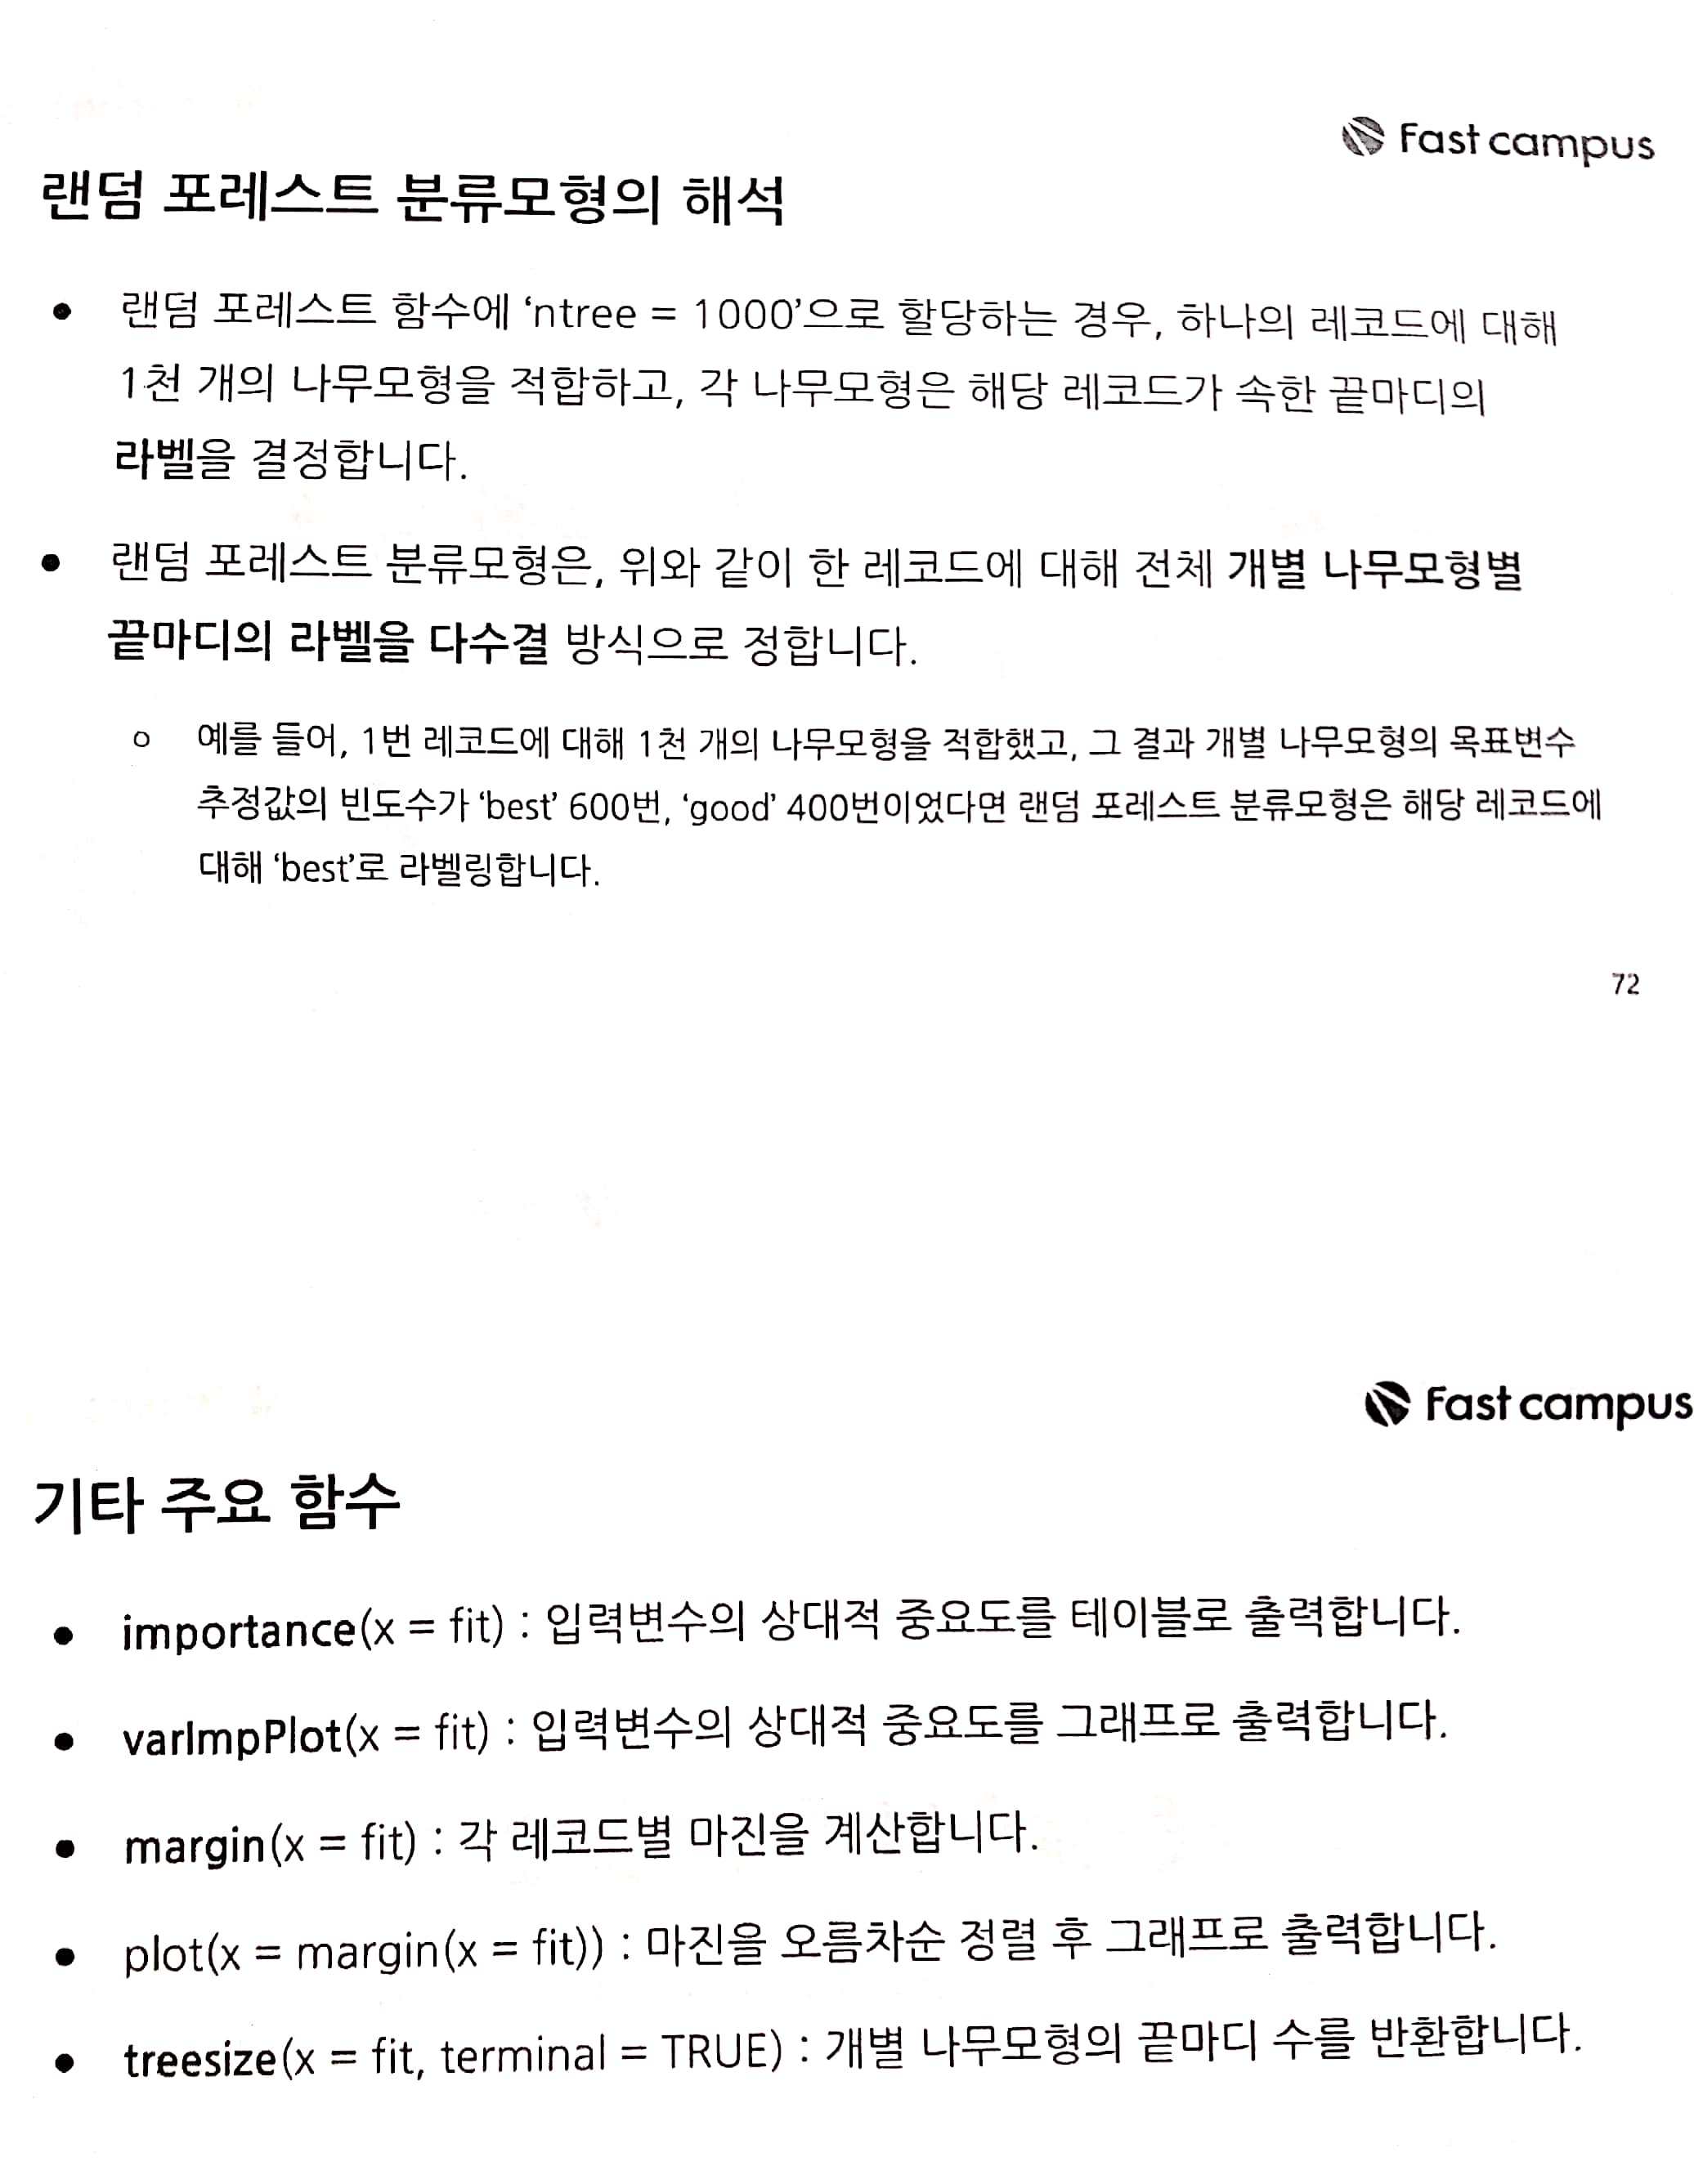 Fast campus
랜덤 포레스트 분류모형의 해석
• 랜덤 포레스트 함수에 ‘ntree = 1000’으로 할당하는 경우, 하나의 레코드에 대해
1천 개의 나무모형을 적합하고, 각 나무모형은 해당 레코드가 속한 끝마디의
라벨을 결정합니다.
• 랜덤 포레스트 분류모형은, 위와 같이 한 레코드에 대해 전체 개별 나무모형별
끝마디의 라벨을 다수결 방식으로 정합니다.
o 예를 들어, 1번 레코드에 대해 1천 개의 나무모형을 적합했고, 그 결과 개별 나무모형의 목표변수
추정값의 빈도수가 ‘best’ 600번, ‘good’ 400번이었다면 랜덤 포레스트 분류모형은 해당 레코드에
대해 ‘best’로 라벨링합니다.
72
Fast campus
기타 주요 함수
• importance(x = fit) : 입력변수의 상대적 중요도를 테이블로 출력합니다.
• varImpPlot(x = fit) : 입력변수의 상대적 중요도를 그래프로 출력합니다.
• margin(x = fit) : 각 레코드별 마진을 계산합니다.
• plot(x = margin(x = fit)) : 마진을 오름차순 정렬 후 그래프로 출력합니다.
• treesize(x = fit, terminal = TRUE) : 개별 나무모형의 끝마디 수를 반환합니다.